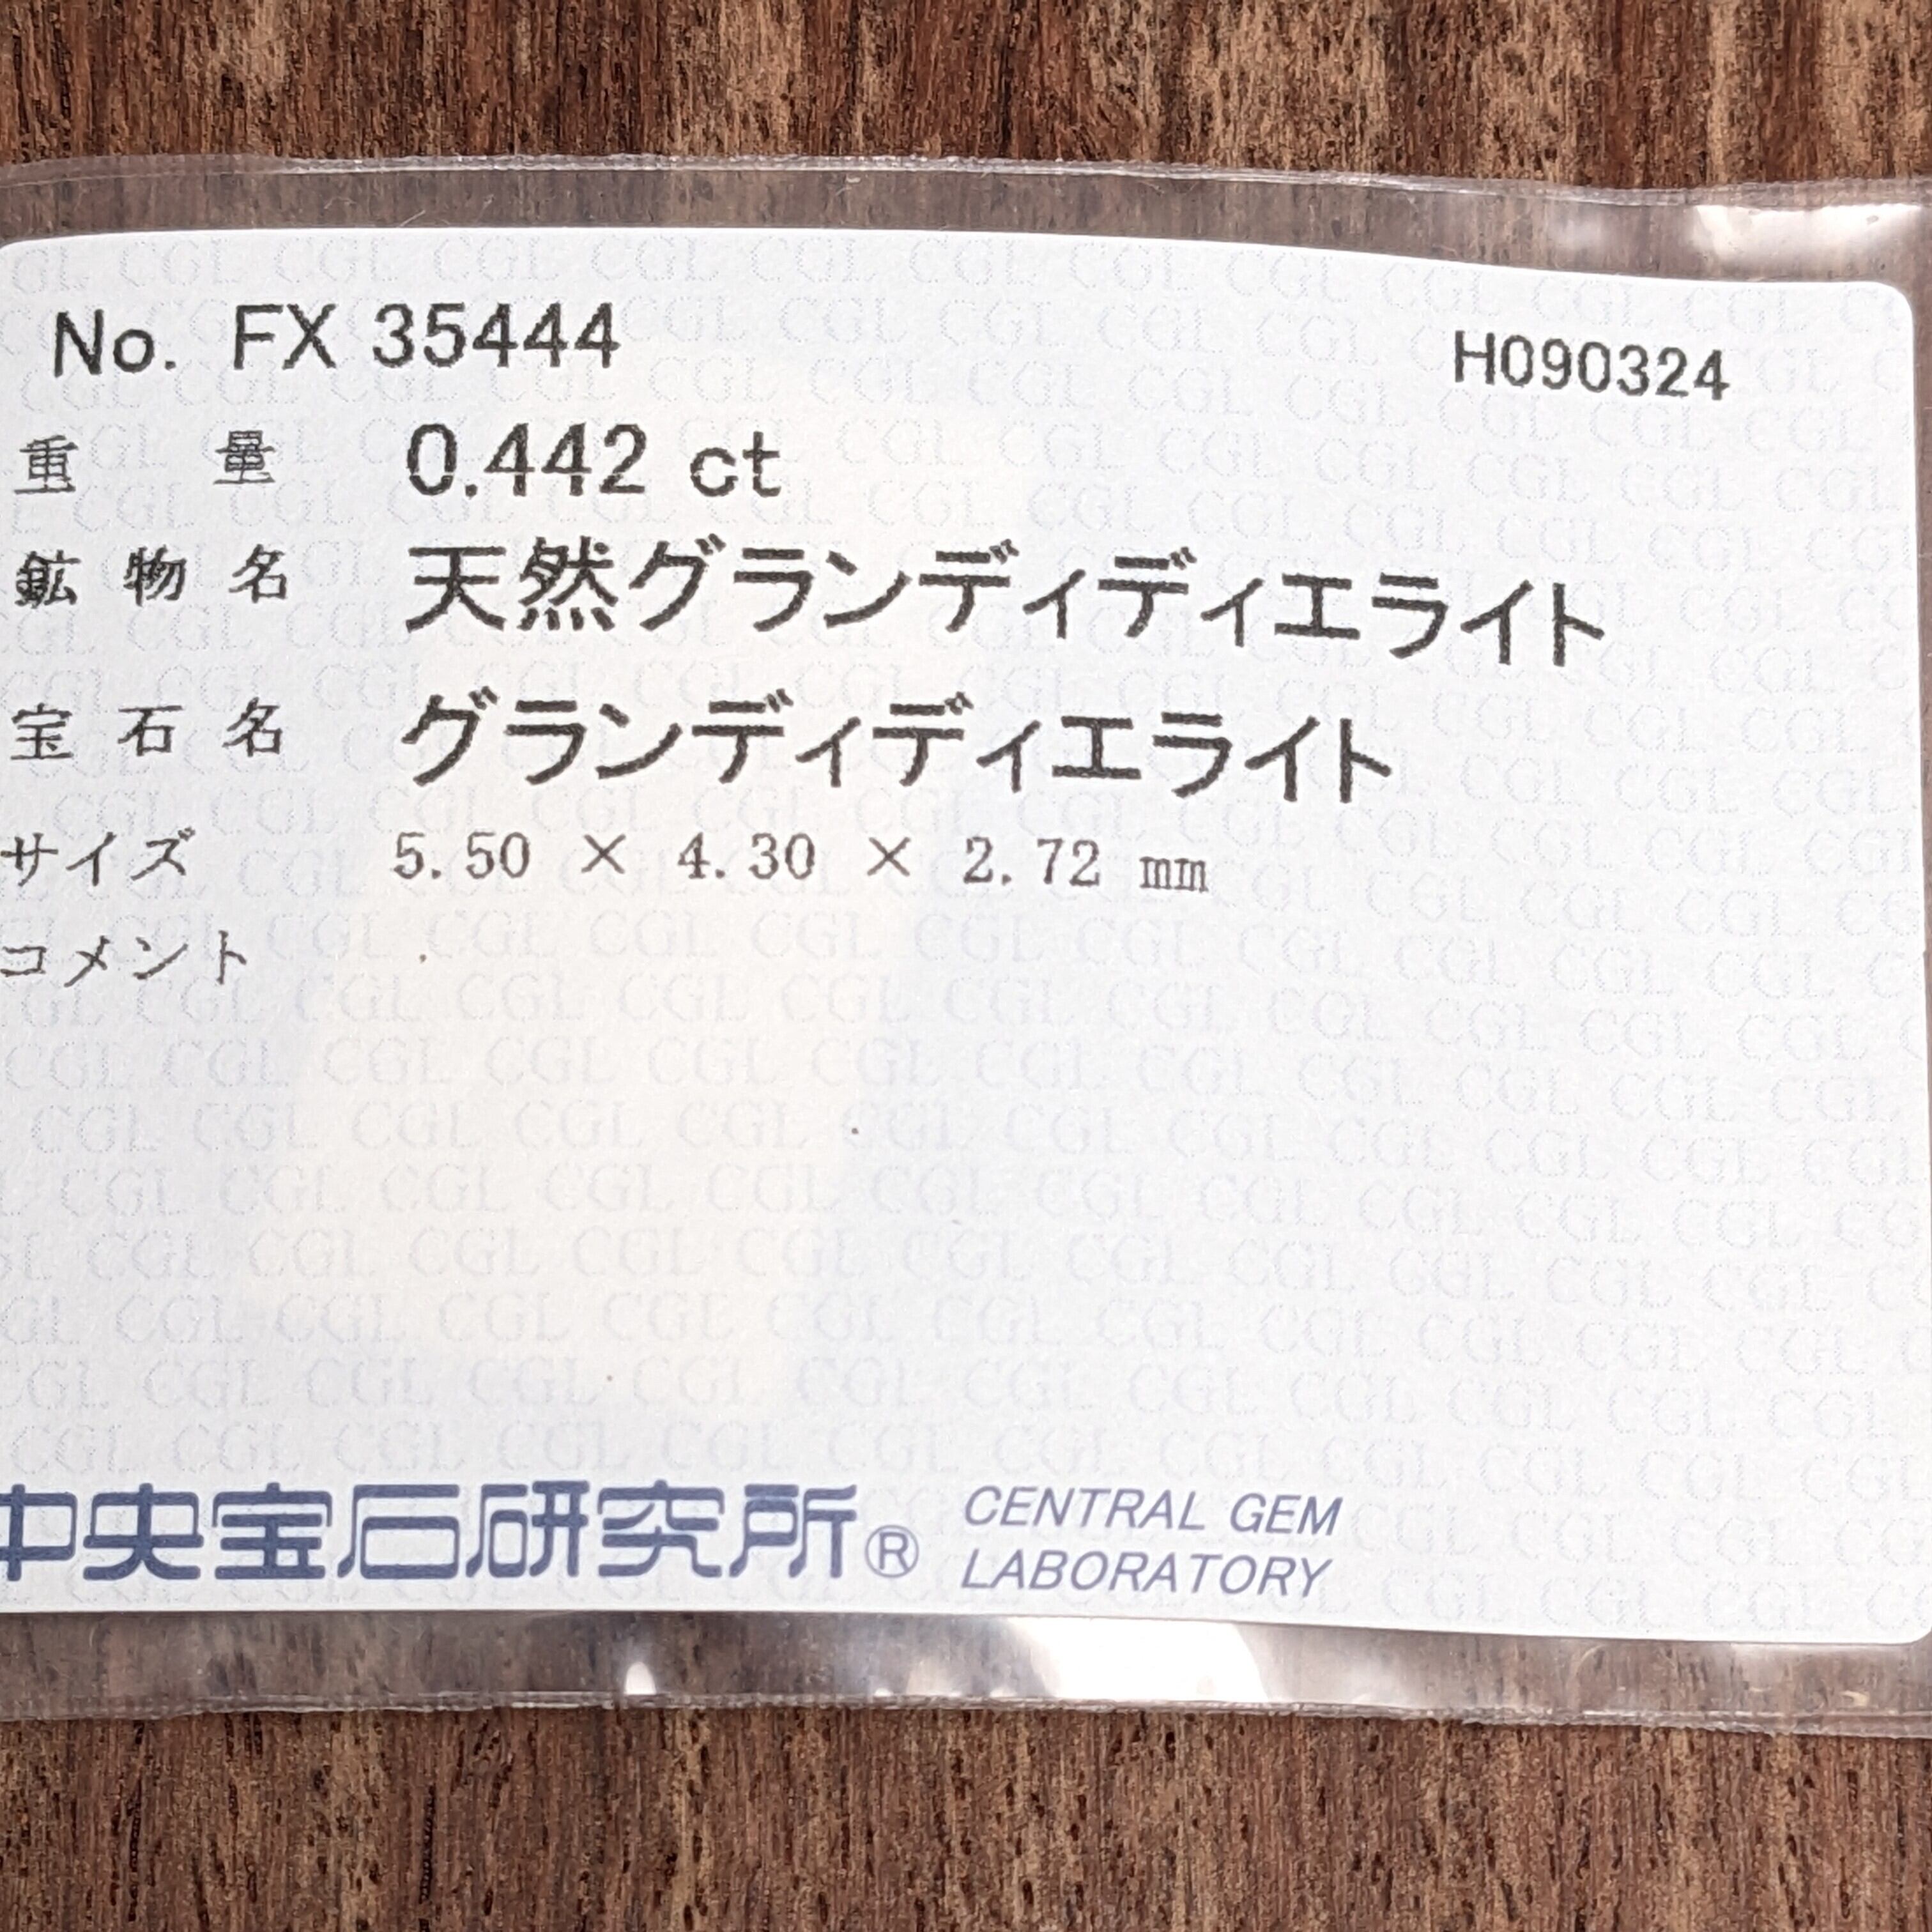 No. FX 35444 H090324
重量 0.442 ct
鉱物名 天然グランディディエライト
宝石名 グランディディエライト
サイズ 5.50 × 4.30 × 2.72 mm
コメント
中央宝石研究所® CENTRAL GEM
LABORATORY